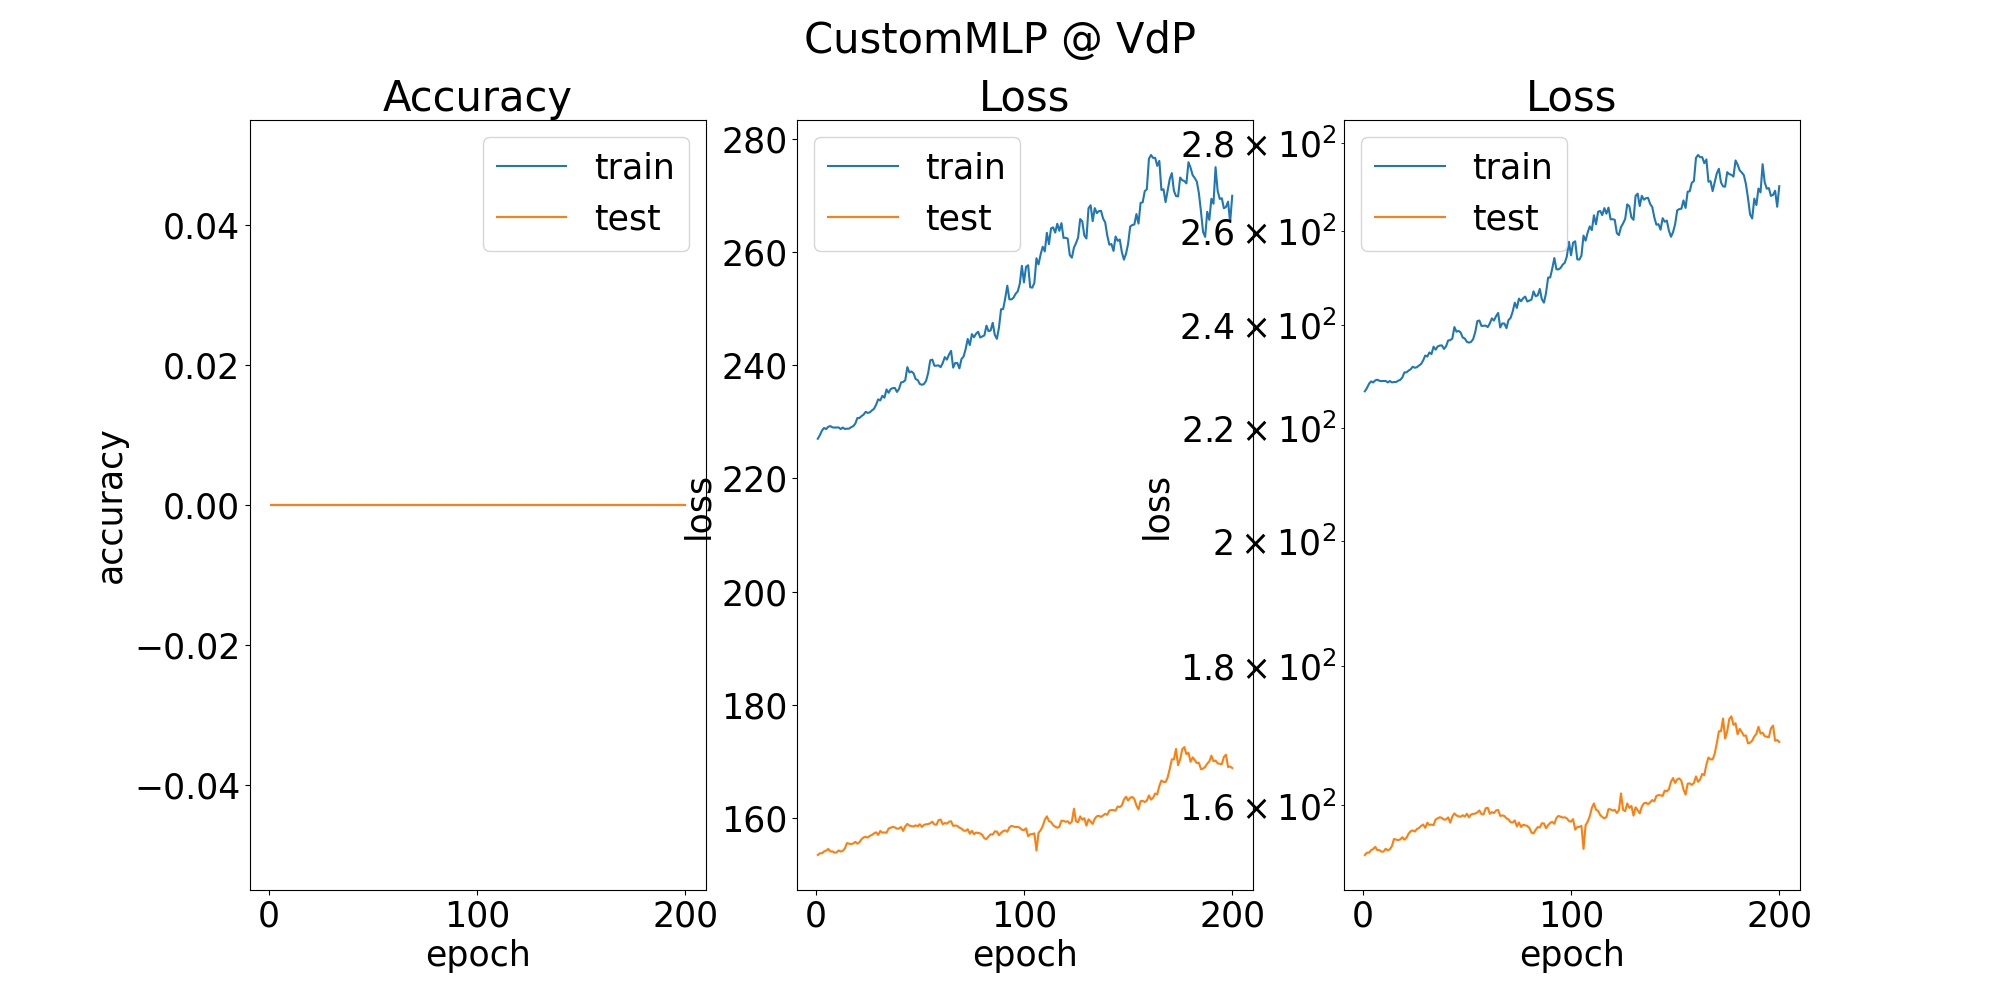 CustomMLP @ VdP
Accuracy
accuracy
0.04
0.02
0.00
−0.02
−0.04
train
test
0
100
200
epoch
Loss
loss
280
260
240
220
200
180
160
train
test
0
100
200
epoch
Loss
loss
2.8 × 10²
2.6 × 10²
2.4 × 10²
2.2 × 10²
2 × 10²
1.8 × 10²
1.6 × 10²
train
test
0
100
200
epoch